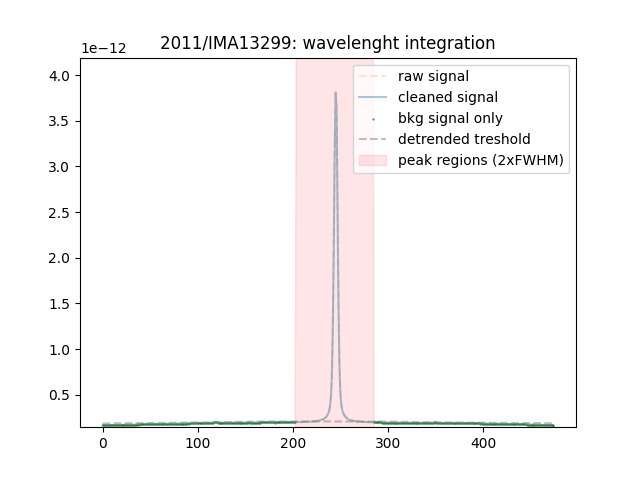 2011/IMA13299: wavelenght integration
1e−12
4.0
3.5
3.0
2.5
2.0
1.5
1.0
0.5
0
100
200
300
400
raw signal
cleaned signal
bkg signal only
detrended treshold
peak regions (2xFWHM)